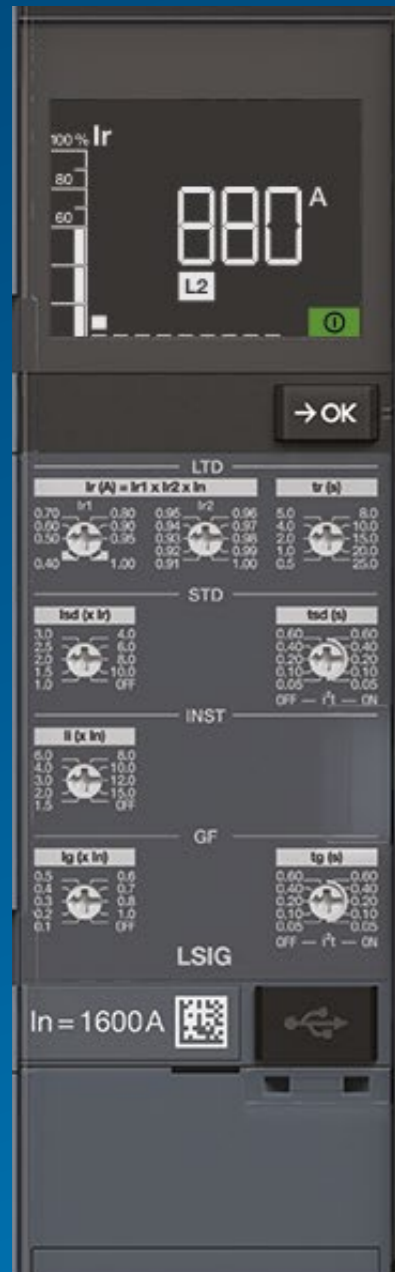 100 % Ir
80
60
880 A
L2
→OK
LTD
Ir (A) = Ir1 x Ir2 x In
tr (s)
Ir1 Ir2
0.70 0.80 0.95 0.96 5.0 8.0
0.60 0.90 0.94 0.97 4.0 10.0
0.50 0.95 0.93 0.98 2.0 15.0
0.92 0.99 1.0 20.0
0.40 1.00 0.91 1.00 0.5 25.0
STD
Isd (x Ir) tsd (s)
3.0 4.0 0.60 0.60
2.5 6.0 0.40 0.40
2.0 8.0 0.20 0.20
1.5 10.0 0.10 0.10
1.0 OFF 0.05 0.05
OFF — i²t — ON
INST
Ii (x In)
6.0 8.0
4.0 10.0
3.0 12.0
2.0 15.0
1.5 OFF
GF
Ig (x In) tg (s)
0.5 0.6 0.60 0.60
0.4 0.7 0.40 0.40
0.3 0.8 0.20 0.20
0.2 1.0 0.10 0.10
0.1 OFF 0.05 0.05
OFF — i²t — ON
LSIG
In = 1600 A